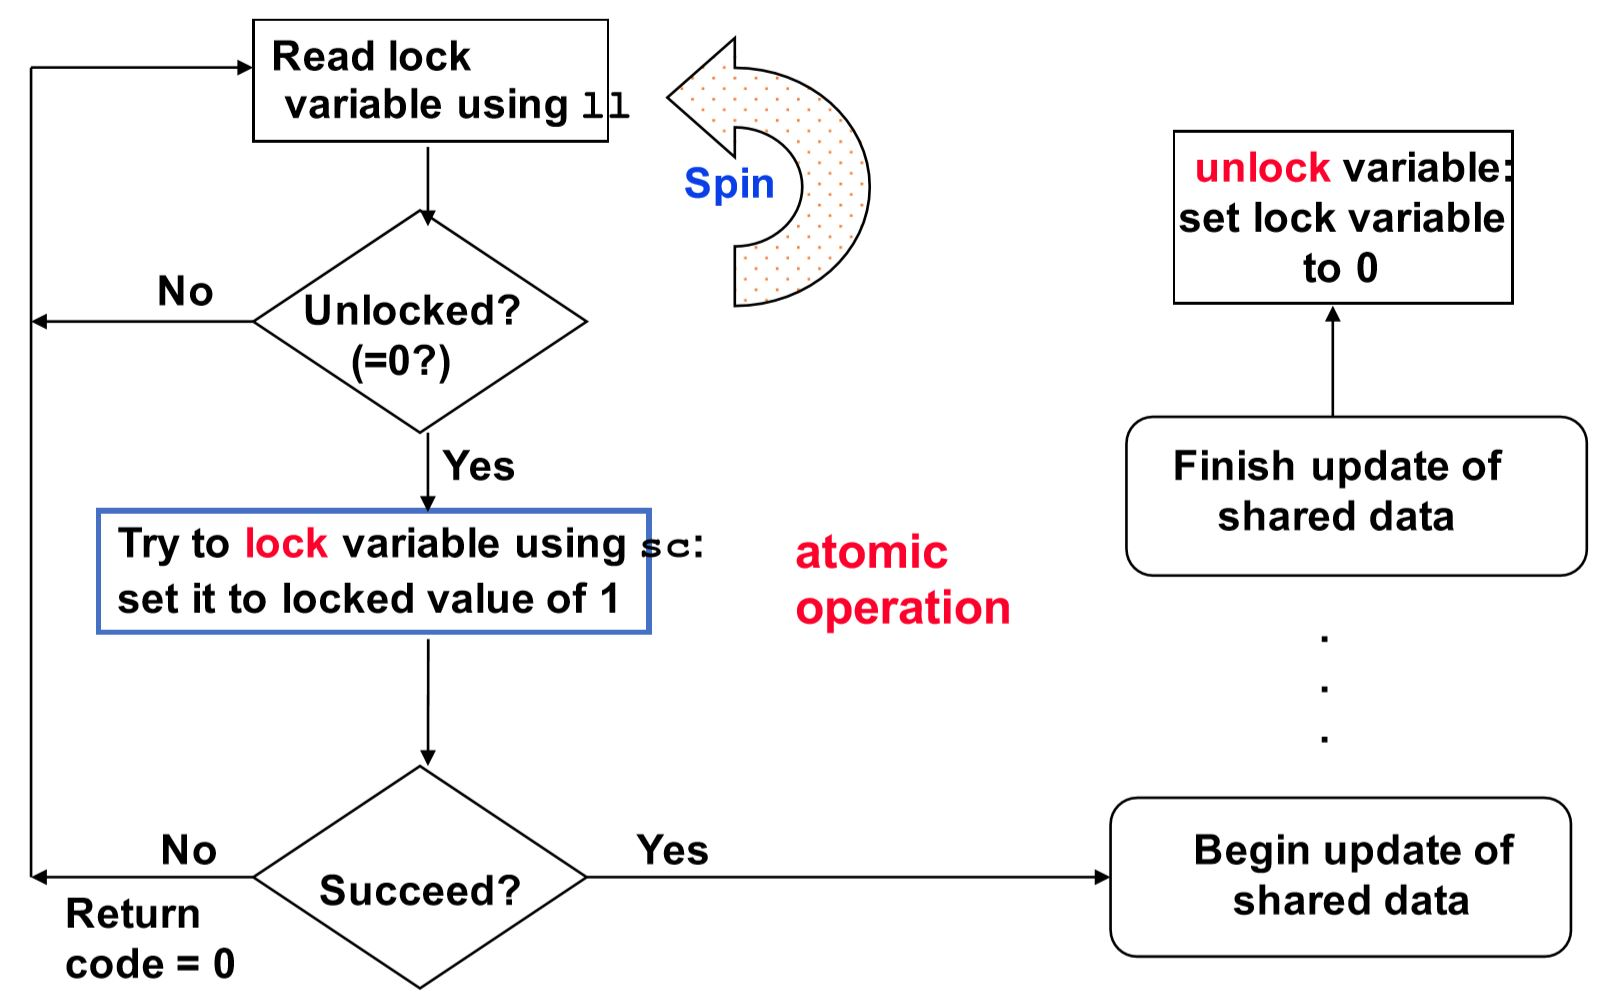 Read lock
variable using ll
Spin
No
Unlocked?
(=0?)
Yes
Try to lock variable using sc:
set it to locked value of 1
atomic
operation
No
Succeed?
Yes
Return
code = 0
unlock variable:
set lock variable
to 0
Finish update of
shared data
.
.
.
Begin update of
shared data